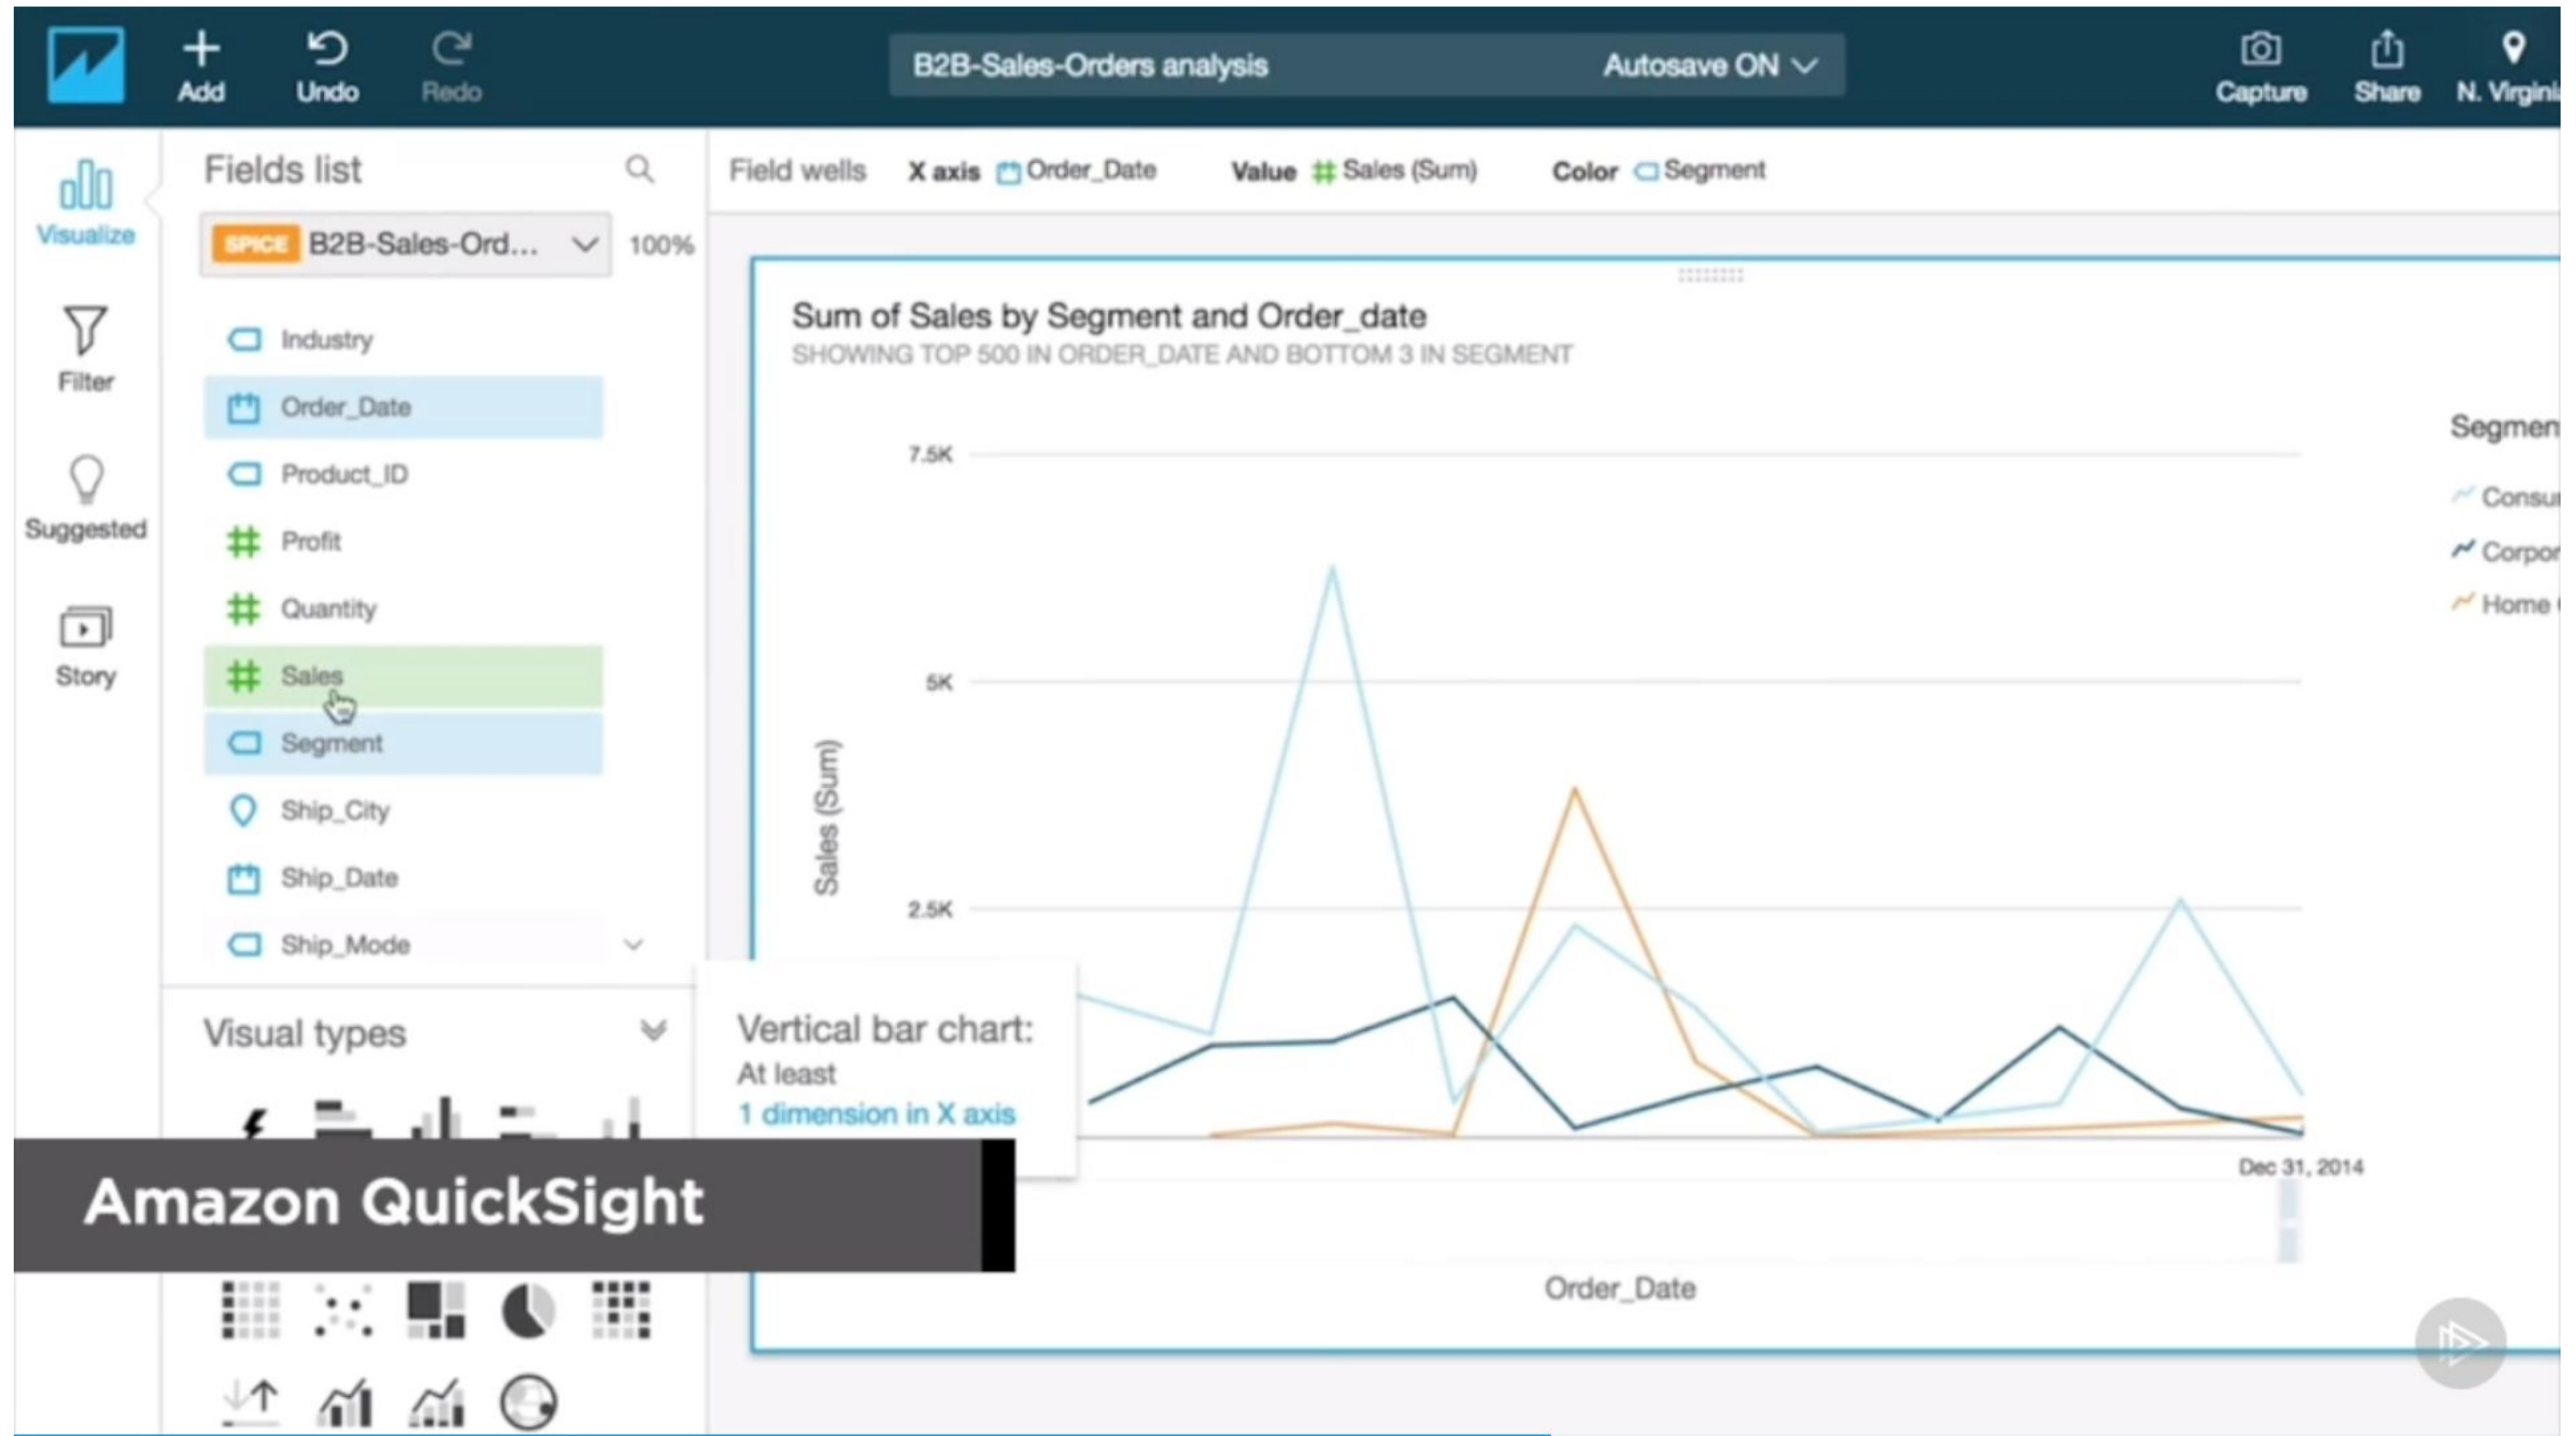 Add
Undo
Redo
B2B-Sales-Orders analysis
Autosave ON
Capture
Share
N. Virgini
Visualize
Filter
Suggested
Story
Fields list
SPICE B2B-Sales-Ord... 100%
Industry
Order_Date
Product_ID
Profit
Quantity
Sales
Segment
Ship_City
Ship_Date
Ship_Mode
Visual types
Field wells X axis Order_Date Value Sales (Sum) Color Segment
Sum of Sales by Segment and Order_date
SHOWING TOP 500 IN ORDER_DATE AND BOTTOM 3 IN SEGMENT
7.5K
5K
2.5K
Sales (Sum)
Segmen
Consu
Corpor
Home
Vertical bar chart:
At least
1 dimension in X axis
Dec 31, 2014
Order_Date
Amazon QuickSight